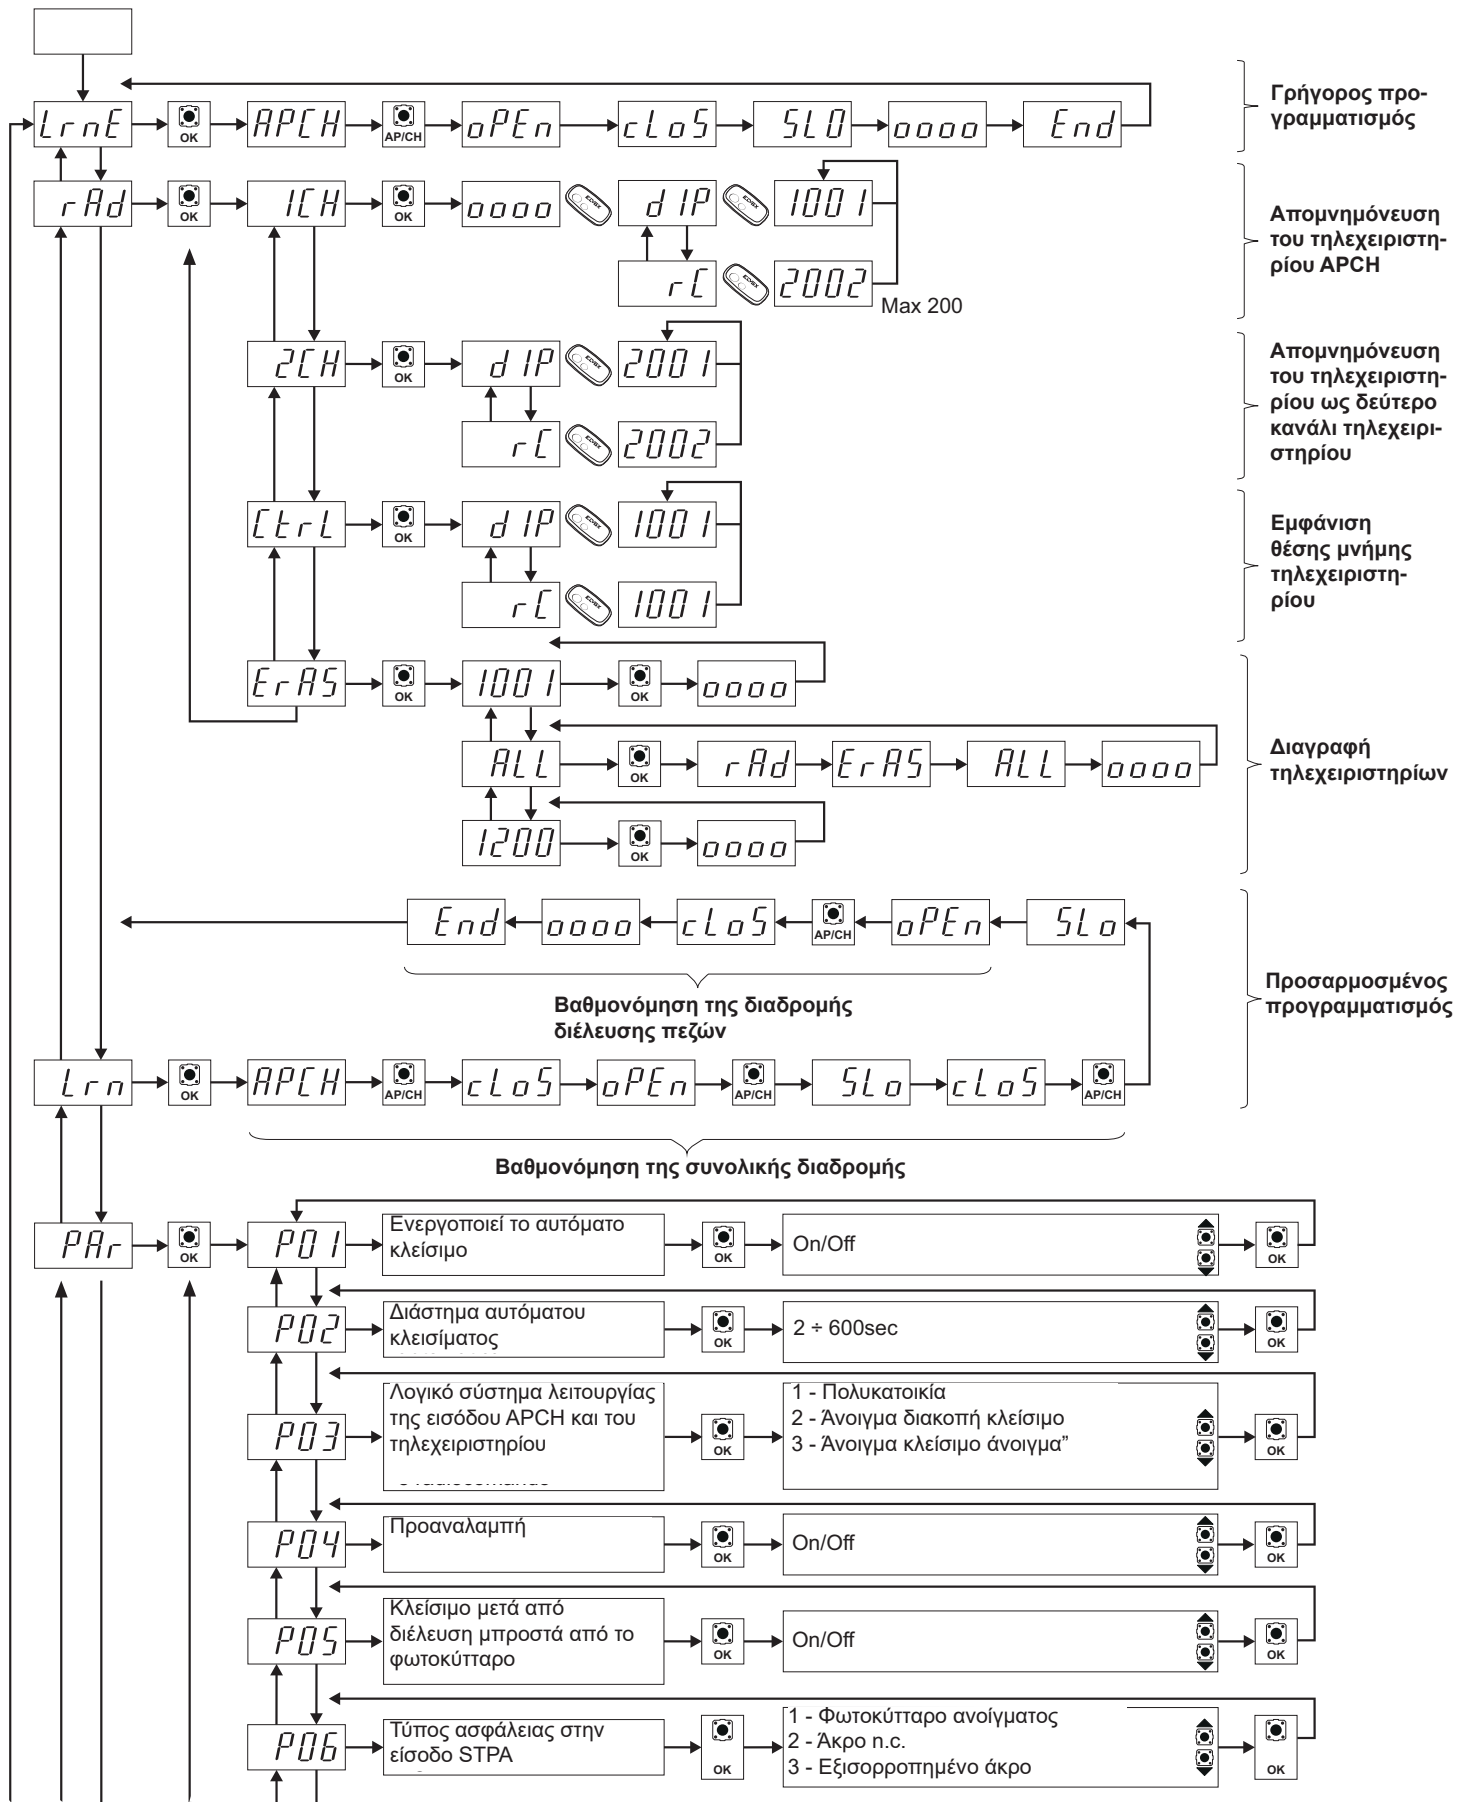 LrnE OK APCH AP/CH oPEn cLoS SLO oooo End
Γρήγορος προ-
γραμματισμός
rAd OK 1CH OK oooo dIP 1001
rC 2002
Max 200
Απομνημόνευση
του τηλεχειριστη-
ρίου APCH
2CH OK dIP 2001
rC 2002
Απομνημόνευση
του τηλεχειριστη-
ρίου ως δεύτερο
κανάλι τηλεχειρι-
στηρίου
CtrL OK dIP 1001
rC 1001
Εμφάνιση
θέσης μνήμης
τηλεχειριστη-
ρίου
ErAS OK 1001 OK oooo
ALL OK rAd ErAS ALL oooo
1200 OK oooo
Διαγραφή
τηλεχειριστηρίων
End oooo cLoS AP/CH oPEn SLo
Βαθμονόμηση της διαδρομής
διέλευσης πεζών
Προσαρμοσμένος
προγραμματισμός
Lrn OK APCH AP/CH cLoS oPEn AP/CH SLo cLoS AP/CH
Βαθμονόμηση της συνολικής διαδρομής
PAr OK P01
Ενεργοποιεί το αυτόματο
κλείσιμο
OK On/Off OK
P02
Διάστημα αυτόματου
κλεισίματος
OK 2 ÷ 600sec OK
P03
Λογικό σύστημα λειτουργίας
της εισόδου APCH και του
τηλεχειριστηρίου
OK
1 - Πολυκατοικία
2 - Άνοιγμα διακοπή κλείσιμο
3 - Άνοιγμα κλείσιμο άνοιγμα”
OK
P04
Προαναλαμπή
OK On/Off OK
P05
Κλείσιμο μετά από
διέλευση μπροστά από το
φωτοκύτταρο
OK On/Off OK
P06
Τύπος ασφάλειας στην
είσοδο STPA
OK
1 - Φωτοκύτταρο ανοίγματος
2 - Άκρο n.c.
3 - Εξισορροπημένο άκρο
OK